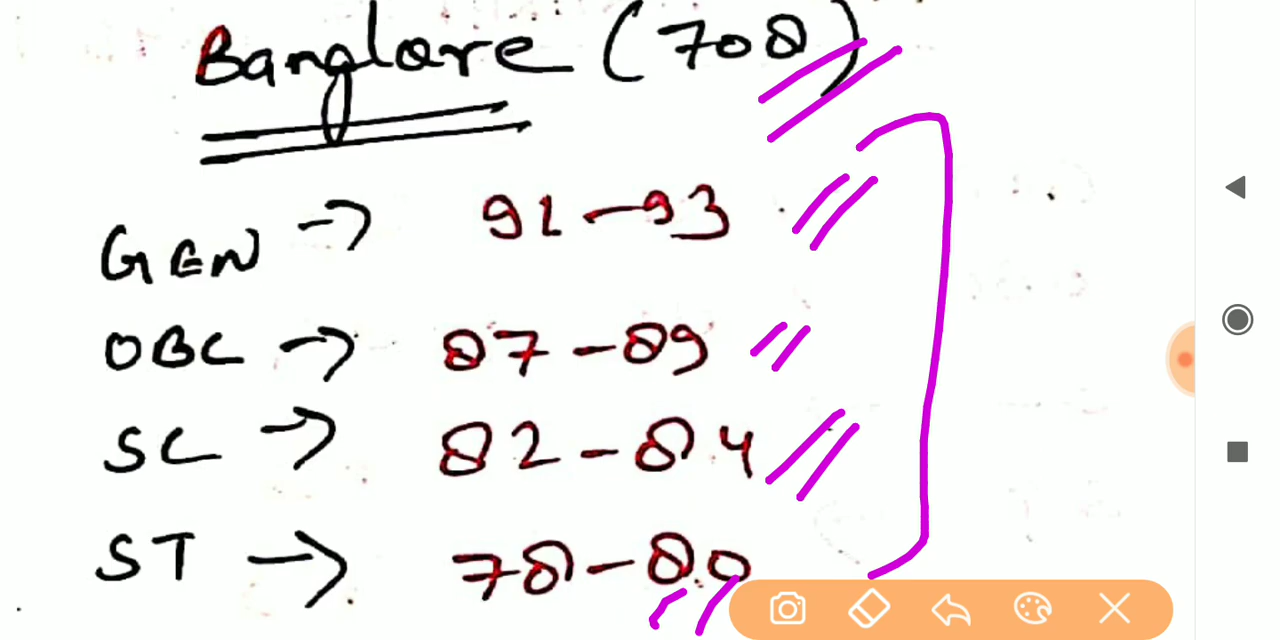 Banglore (708)
GEN → 91-93
OBC → 87-89
SC → 82-84
ST → 78-80